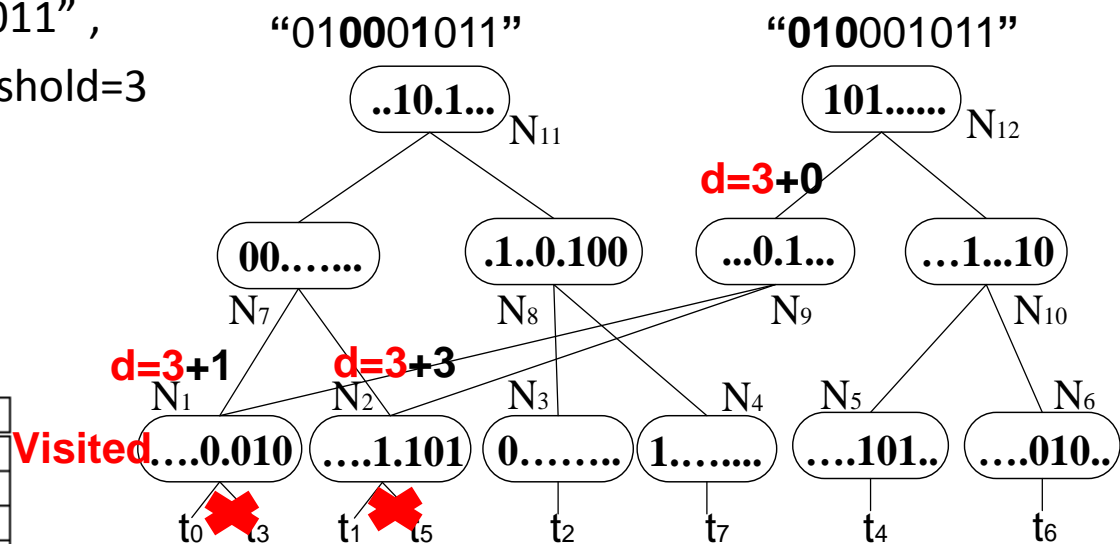 011” ,
shold=3
“010001011”
“010001011”
..10.1...
N11
101......
N12
d=3+0
00.…...
N7
.1..0.100
N8
...0.1...
N9
…1...10
N10
d=3+1
d=3+3
N1
N2
N3
N4
N5
N6
Visited
….0.010
….1.101
0……..
1.…....
….101..
….010..
t0
t3
t1
t5
t2
t7
t4
t6